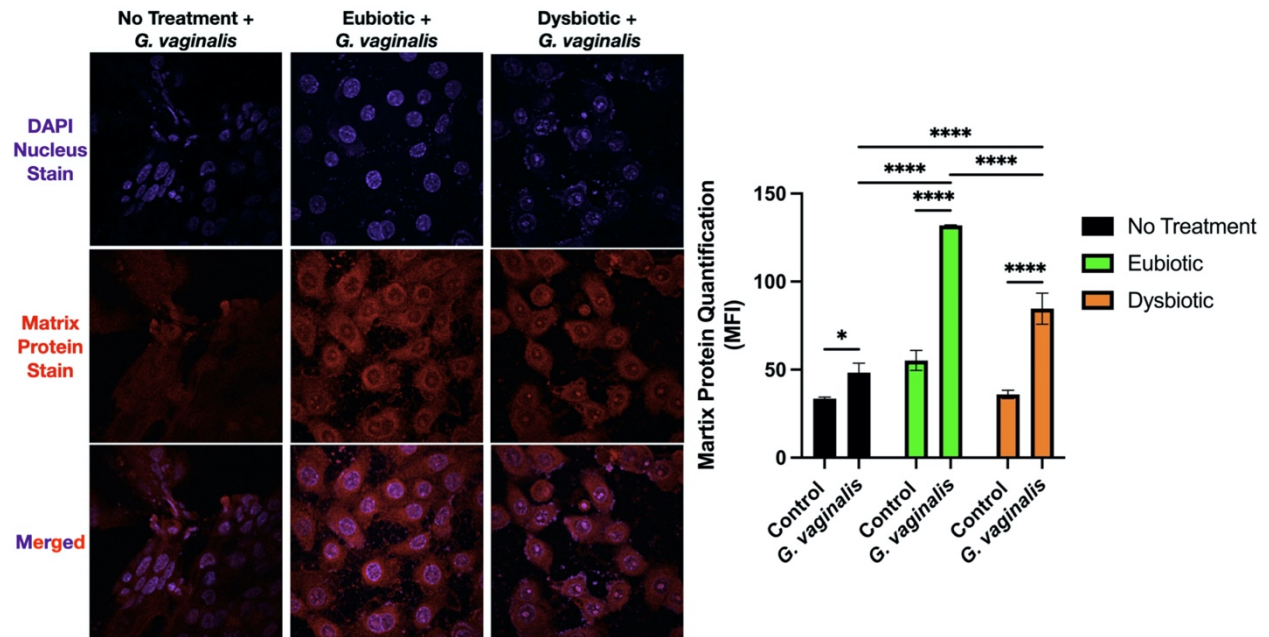 No Treatment +
G. vaginalis
Eubiotic +
G. vaginalis
Dysbiotic +
G. vaginalis
DAPI
Nucleus
Stain
Matrix
Protein
Stain
Merged
Martix Protein Quantification
(MFI)
150
100
50
0
****
****
****
****
****
*
Control
G. vaginalis
Control
G. vaginalis
Control
G. vaginalis
No Treatment
Eubiotic
Dysbiotic